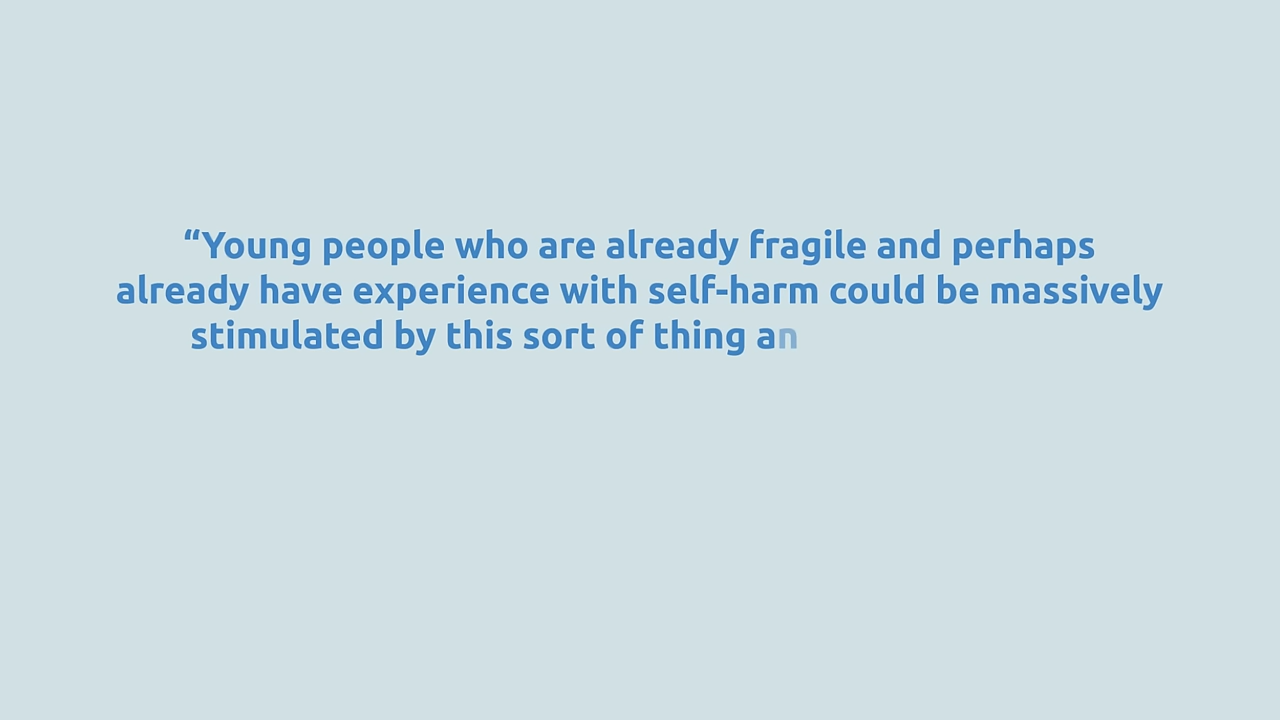 “Young people who are already fragile and perhaps
already have experience with self-harm could be massively
stimulated by this sort of thing an